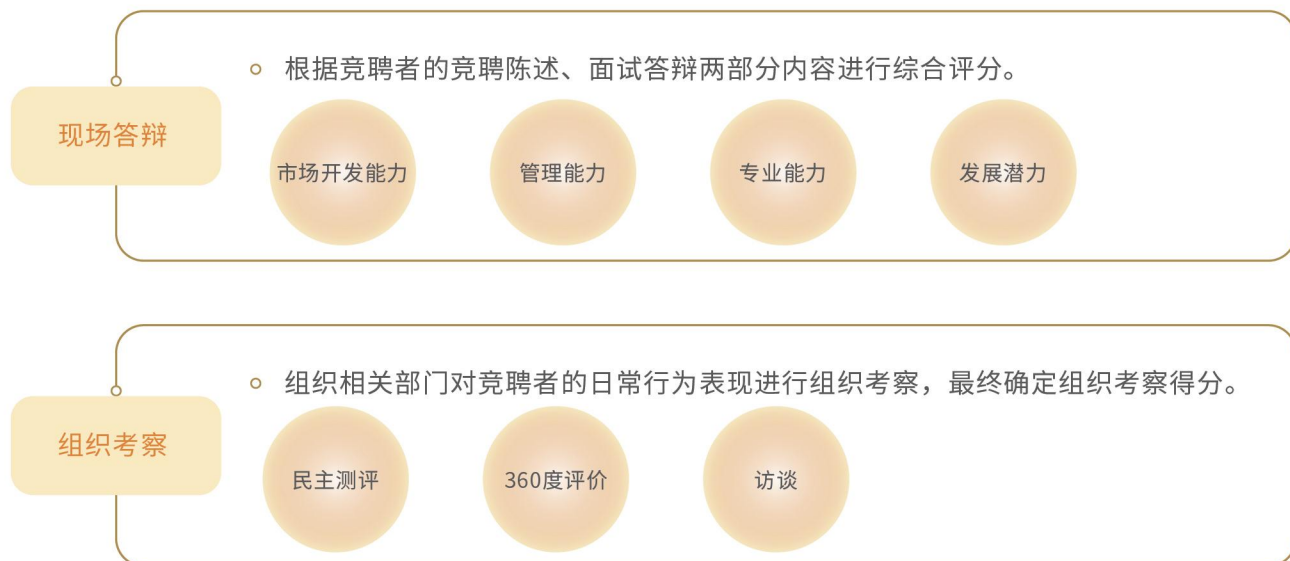 现场答辩
根据竞聘者的竞聘陈述、面试答辩两部分内容进行综合评分。
市场开发能力
管理能力
专业能力
发展潜力
组织考察
组织相关部门对竞聘者的日常行为表现进行组织考察，最终确定组织考察得分。
民主测评
360度评价
访谈